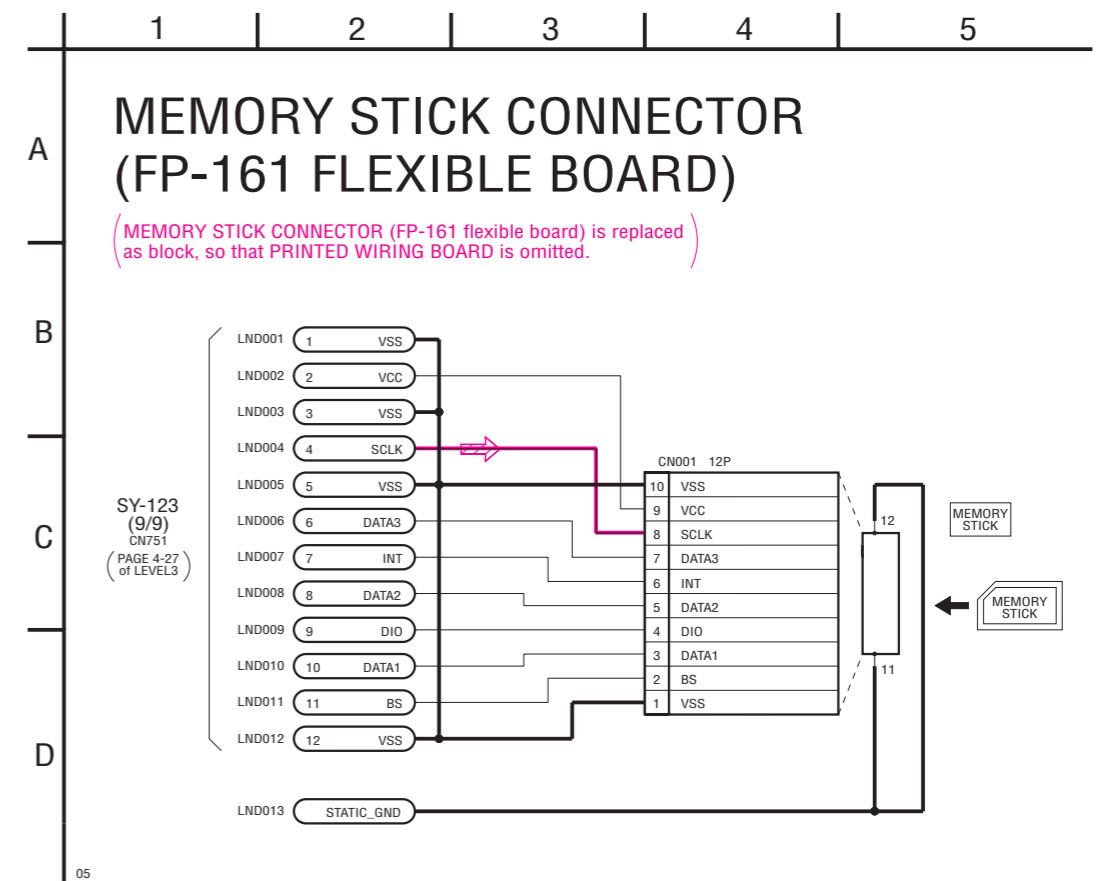 1 2 3 4 5
A
MEMORY STICK CONNECTOR
(FP-161 FLEXIBLE BOARD)
(MEMORY STICK CONNECTOR (FP-161 flexible board) is replaced
as block, so that PRINTED WIRING BOARD is omitted.)
B
LND001 1 VSS
LND002 2 VCC
LND003 3 VSS
LND004 4 SCLK
LND005 5 VSS
LND006 6 DATA3
LND007 7 INT
LND008 8 DATA2
LND009 9 DIO
LND010 10 DATA1
LND011 11 BS
LND012 12 VSS
LND013 STATIC_GND
C
SY-123
(9/9)
CN751
(PAGE 4-27
of LEVEL3)
CN001 12P
10 VSS
9 VCC
8 SCLK
7 DATA3
6 INT
5 DATA2
4 DIO
3 DATA1
2 BS
1 VSS
12
11
MEMORY
STICK
MEMORY
STICK
D
05